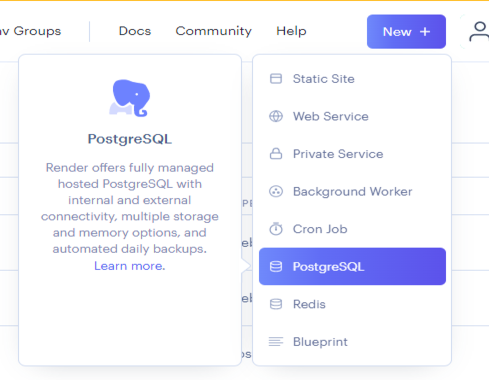 Groups
Docs
Community
Help
New +
PostgreSQL
Render offers fully managed
hosted PostgreSQL with
internal and external
connectivity, multiple storage
and memory options, and
automated daily backups.
Learn more.
Static Site
Web Service
Private Service
Background Worker
Cron Job
PostgreSQL
Redis
Blueprint